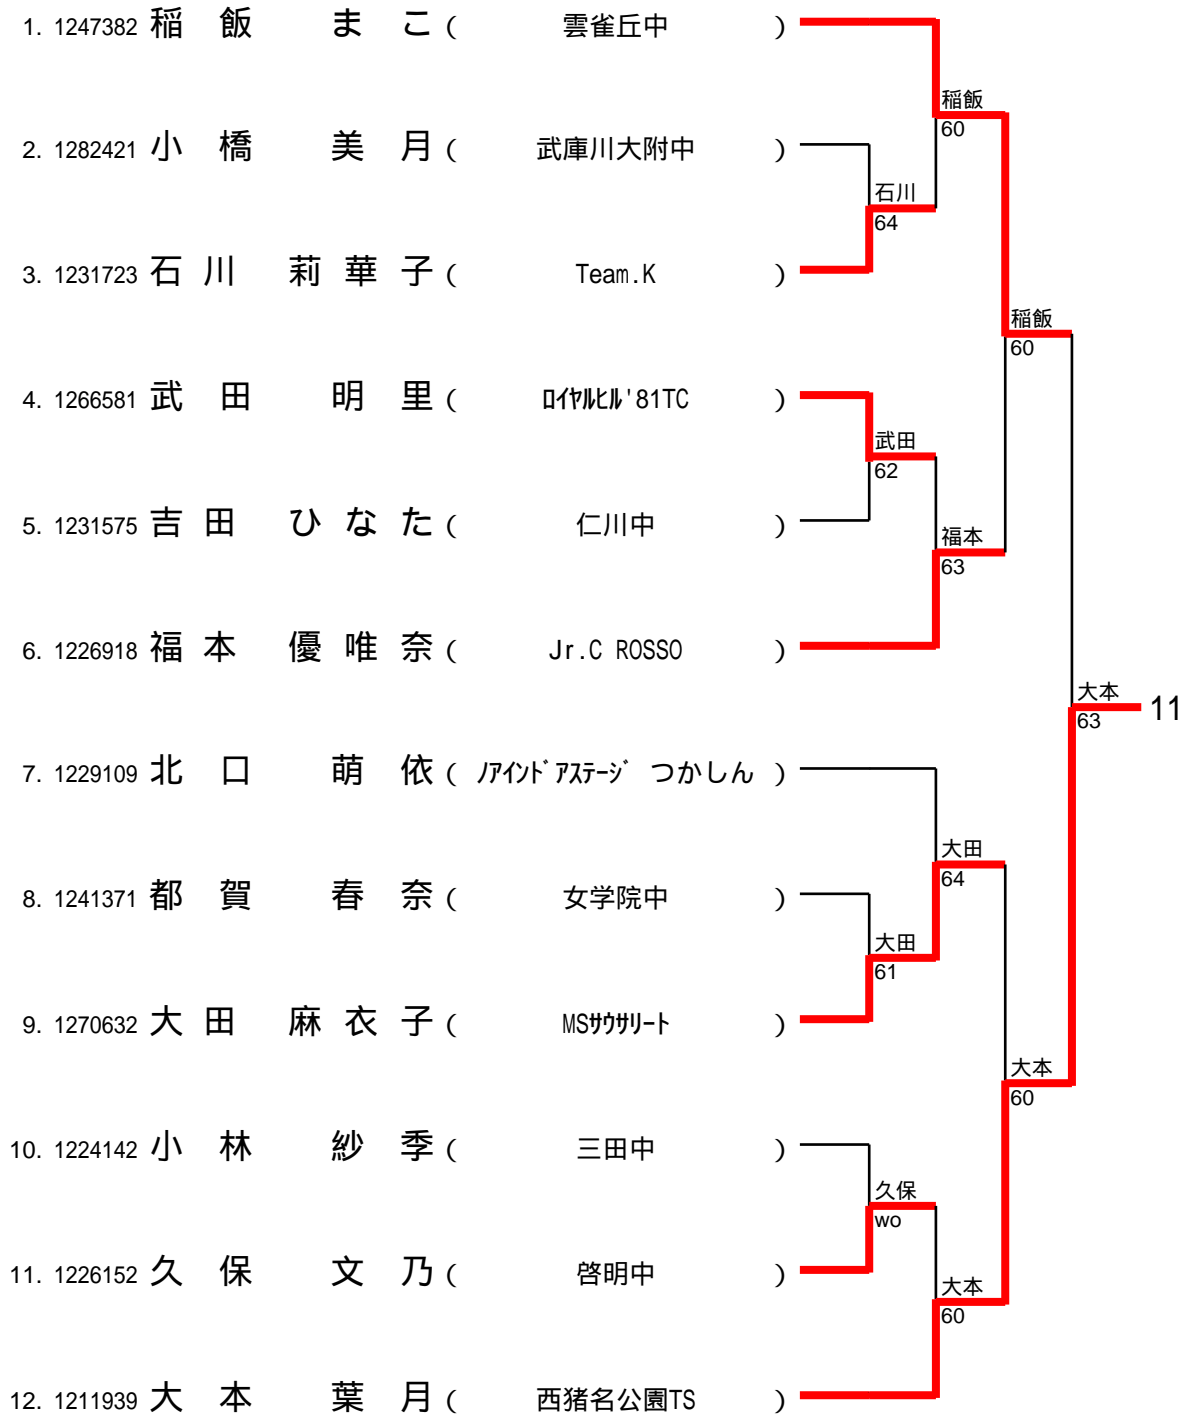 1. 1247382 稲 飯 ま こ ( 雲雀丘中 )
稲飯
60
2. 1282421 小 橋 美 月 ( 武庫川大附中 )
石川
64
3. 1231723 石 川 莉 華 子 ( Team.K )
稲飯
60
4. 1266581 武 田 明 里 ( ﾛｲﾔﾙﾋﾙ'81TC )
武田
62
5. 1231575 吉 田 ひ な た ( 仁川中 )
福本
63
6. 1226918 福 本 優 唯 奈 ( Jr.C ROSSO )
大本
63
11
7. 1229109 北 口 萌 依 ( ﾉｱｲﾝﾄﾞｱｽﾃｰｼﾞ つかしん )
大田
64
8. 1241371 都 賀 春 奈 ( 女学院中 )
大田
61
9. 1270632 大 田 麻 衣 子 ( MSｻｳｻﾘｰﾄ )
大本
60
10. 1224142 小 林 紗 季 ( 三田中 )
久保
wo
11. 1226152 久 保 文 乃 ( 啓明中 )
大本
60
12. 1211939 大 本 葉 月 ( 西猪名公園TS )